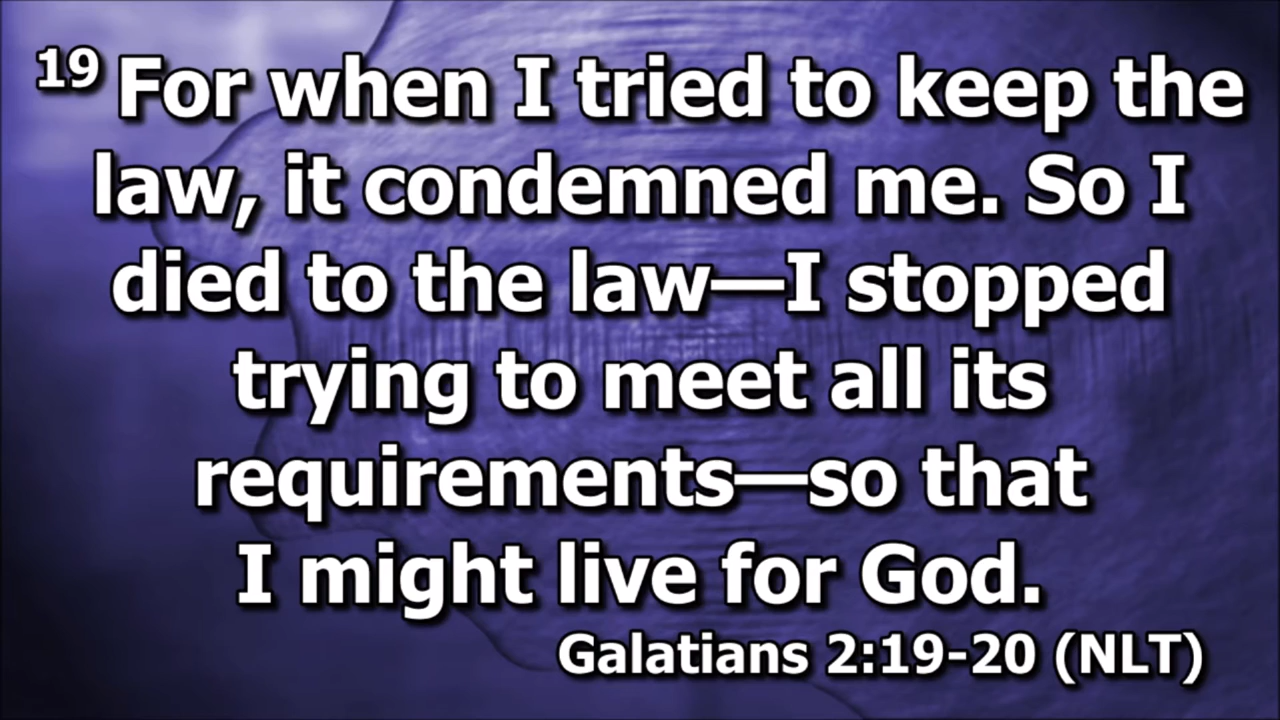 19 For when I tried to keep the
law, it condemned me. So I
died to the law—I stopped
trying to meet all its
requirements—so that
I might live for God.
Galatians 2:19-20 (NLT)